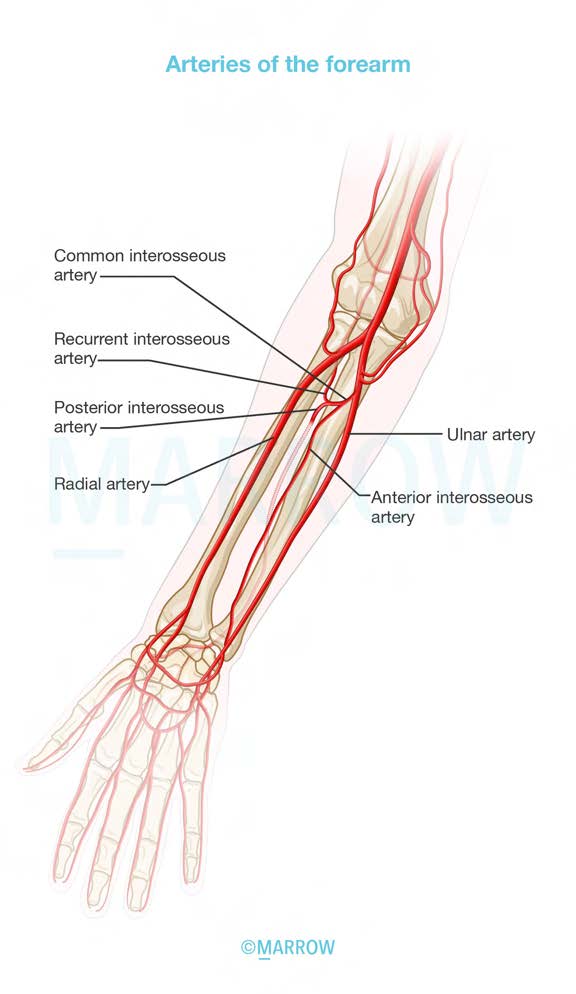 Arteries of the forearm
Common interosseous
artery
Recurrent interosseous
artery
Posterior interosseous
artery
Radial artery
Ulnar artery
Anterior interosseous
artery
MARROW
©MARROW